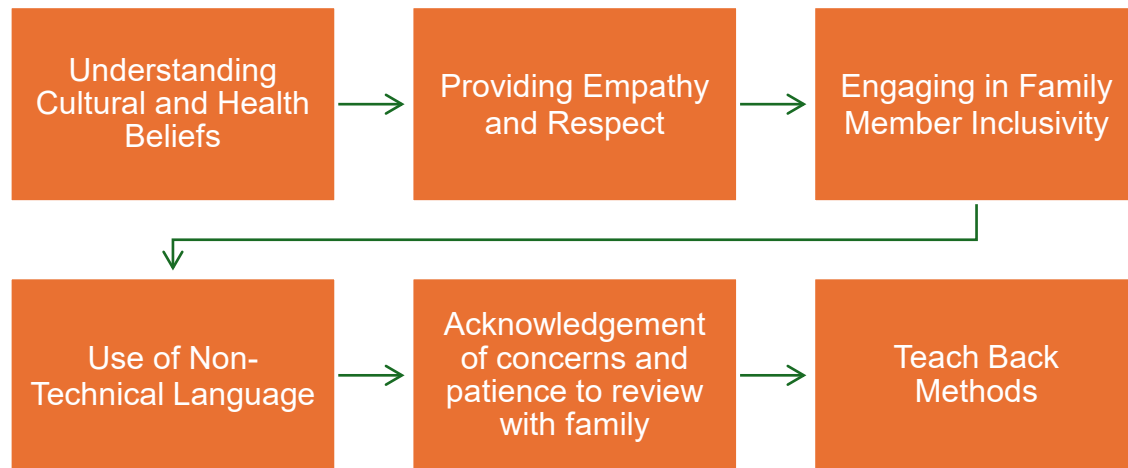 Understanding
Cultural and Health
Beliefs
Providing Empathy
and Respect
Engaging in Family
Member Inclusivity
Use of Non-
Technical Language
Acknowledgement
of concerns and
patience to review
with family
Teach Back
Methods